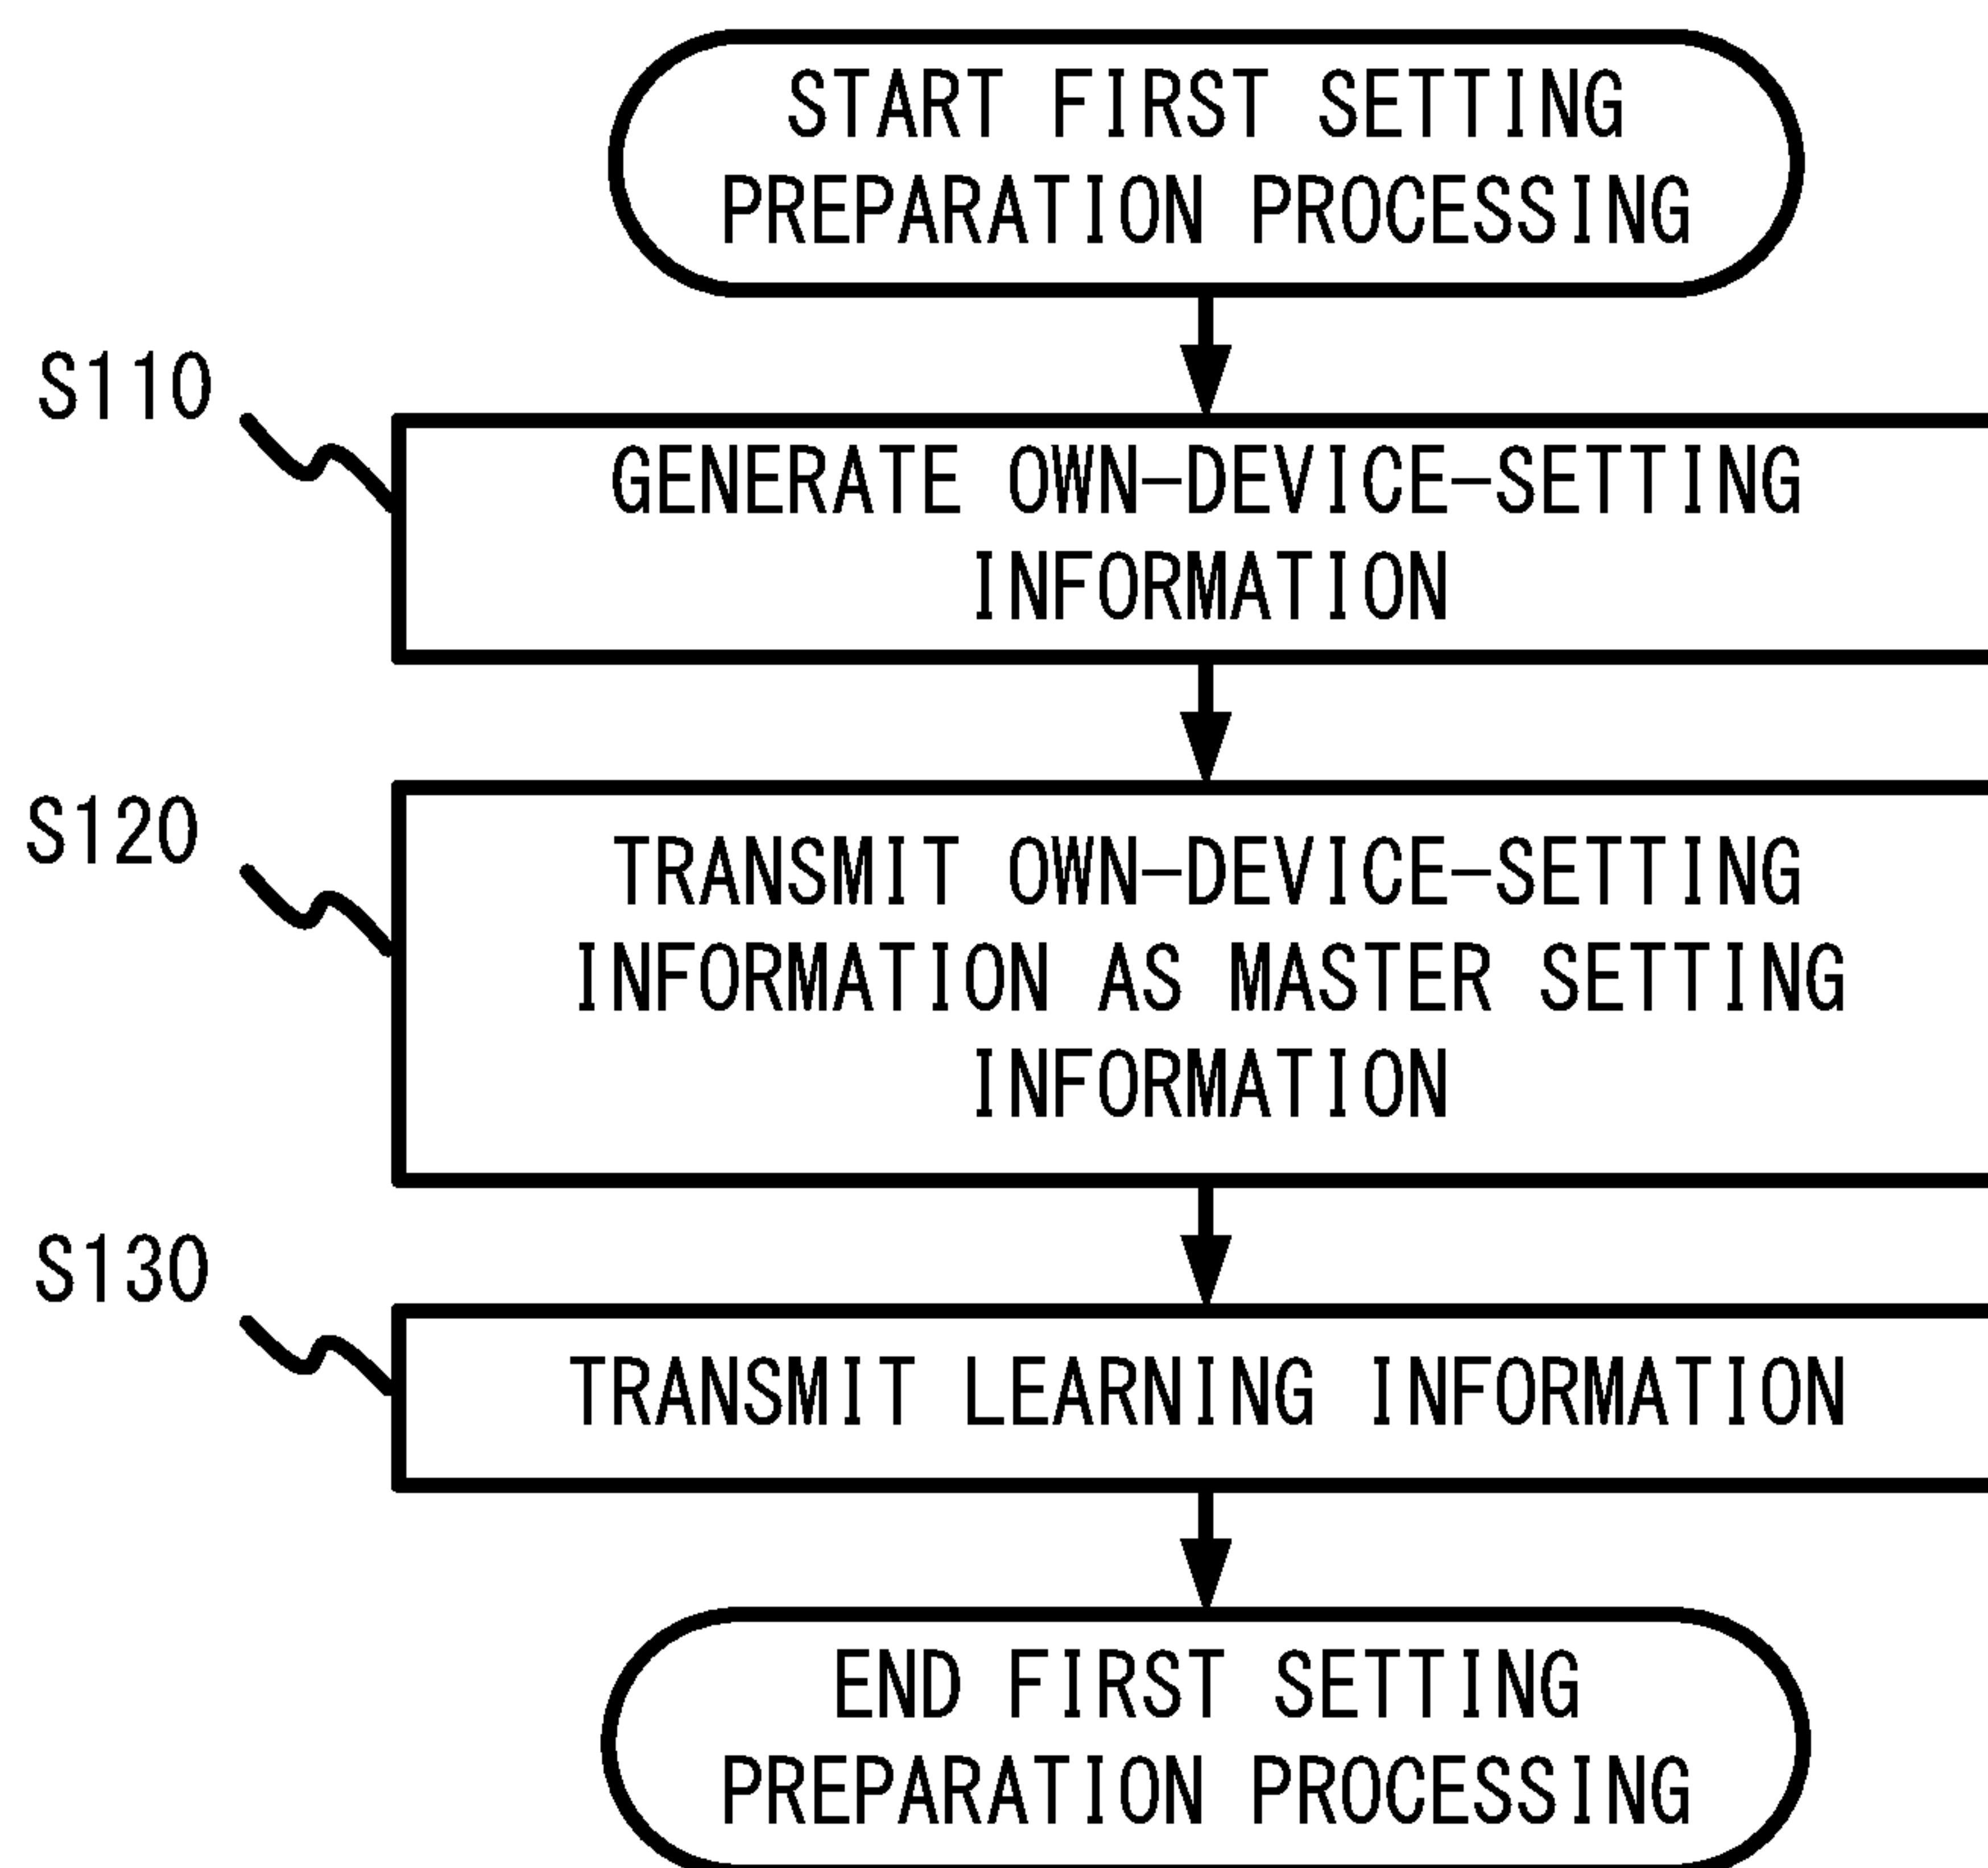 START FIRST SETTING
PREPARATION PROCESSING
S110
GENERATE OWN-DEVICE-SETTING
INFORMATION
S120
TRANSMIT OWN-DEVICE-SETTING
INFORMATION AS MASTER SETTING
INFORMATION
S130
TRANSMIT LEARNING INFORMATION
END FIRST SETTING
PREPARATION PROCESSING